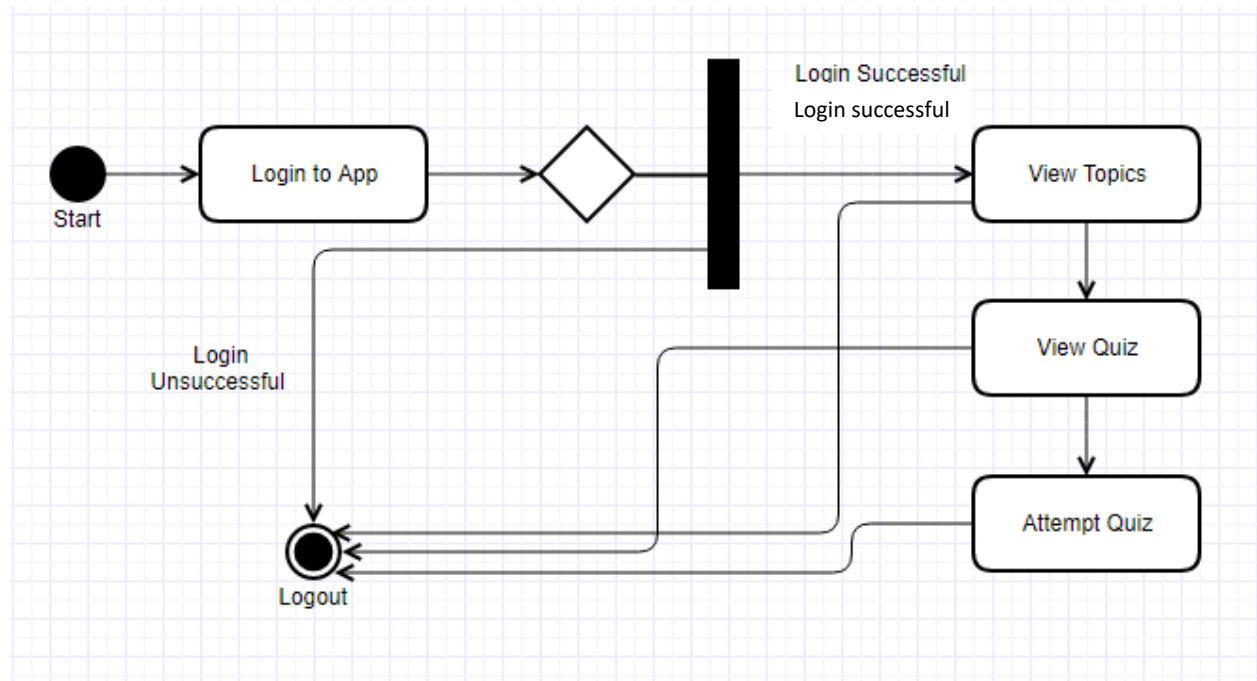 Login Successful
Login successful
Login to App
View Topics
Start
View Quiz
Login
Unsuccessful
Attempt Quiz
Logout